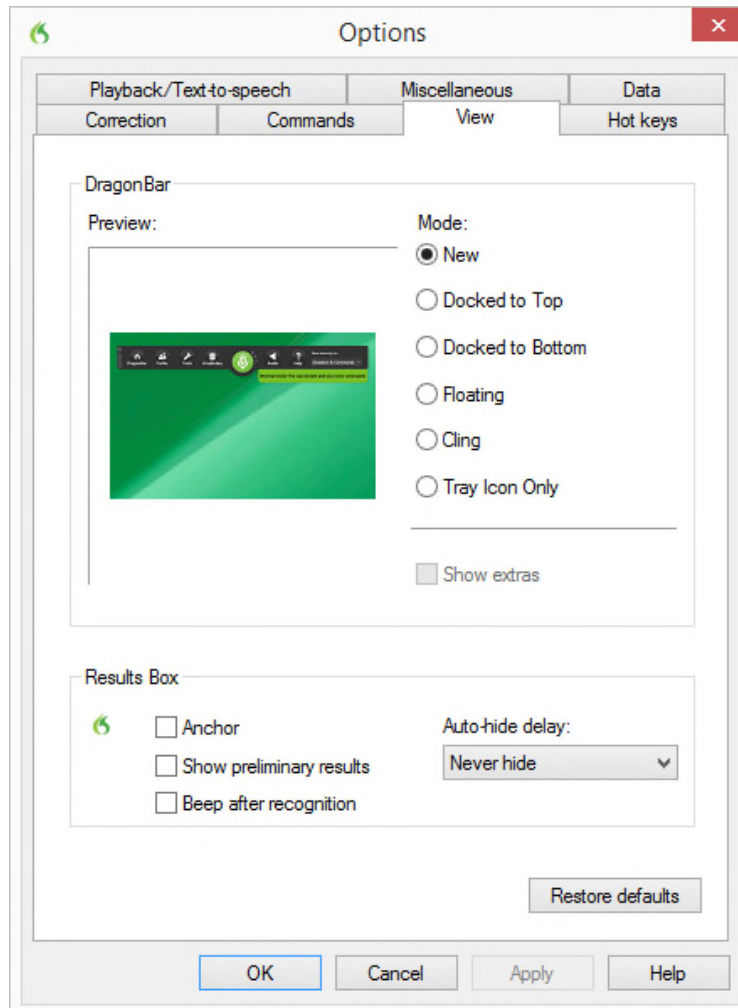 Options
Playback/Text-to-speech Miscellaneous Data
Correction Commands View Hot keys
DragonBar
Preview: Mode:
New
Docked to Top
Docked to Bottom
Floating
Cling
Tray Icon Only
Show extras
Results Box
Anchor Auto-hide delay:
Show preliminary results Never hide
Beep after recognition
Restore defaults
OK Cancel Apply Help